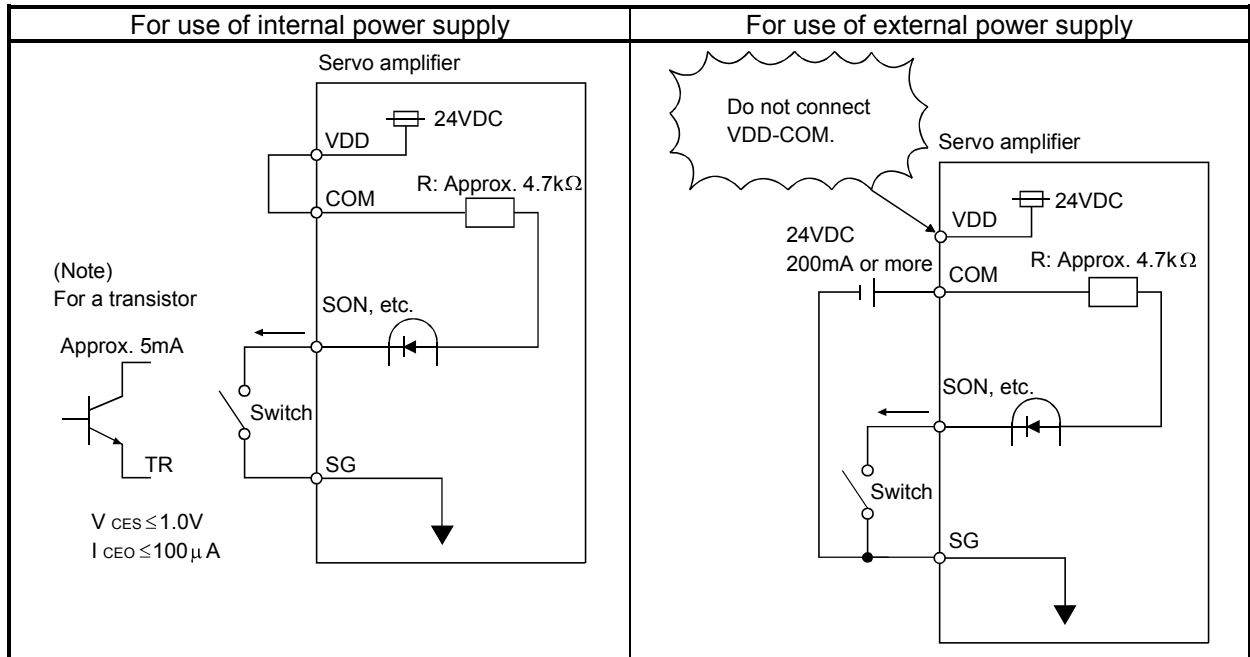 For use of internal power supply
For use of external power supply
Servo amplifier
24VDC
VDD
COM
R: Approx. 4.7kΩ
(Note)
For a transistor
Approx. 5mA
TR
V CES ≤1.0V
I CEO ≤100μA
SON, etc.
Switch
SG
Do not connect
VDD-COM.
Servo amplifier
24VDC
VDD
24VDC
200mA or more
COM
R: Approx. 4.7kΩ
SON, etc.
Switch
SG